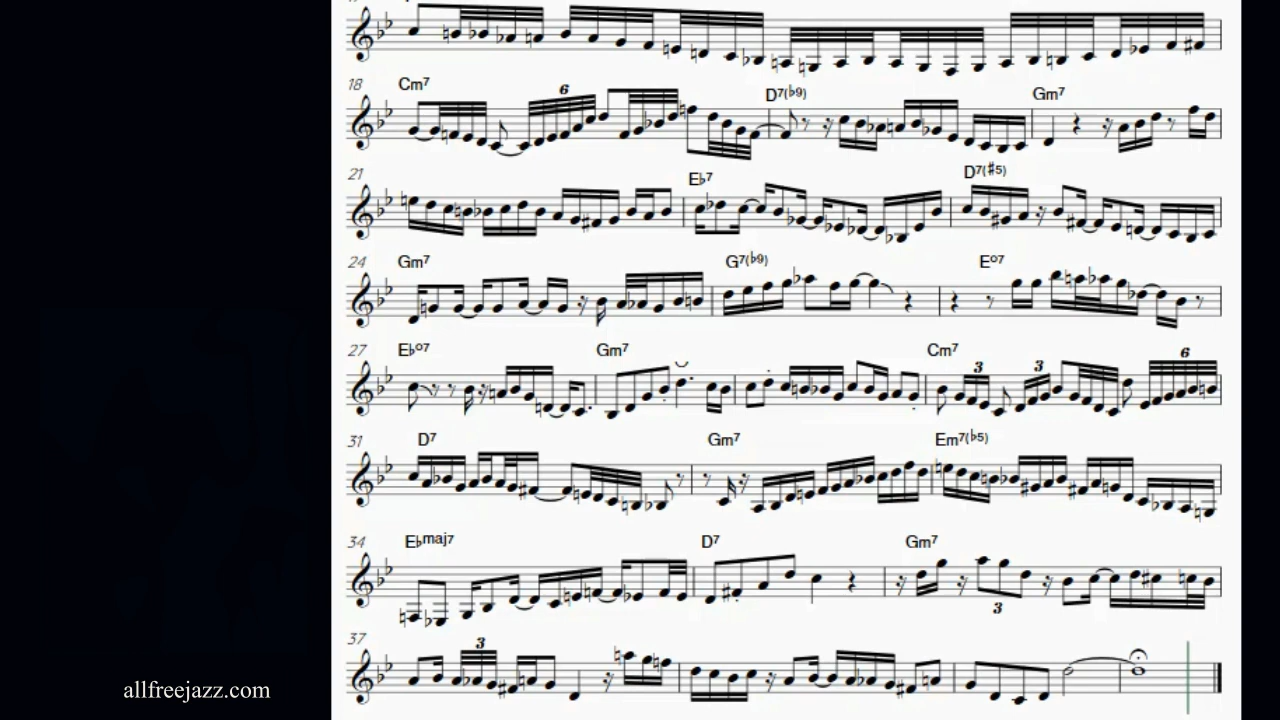 18 Cm7 6 D7(♭9) Gm7
21 E♭7 D7(♯5)
24 Gm7 G7(♭9) E°7
27 E♭°7 Gm7 Cm7 3 3 6
31 D7 Gm7 Em7(♭5)
34 E♭maj7 D7 Gm7 3
37 3
allfreejazz.com